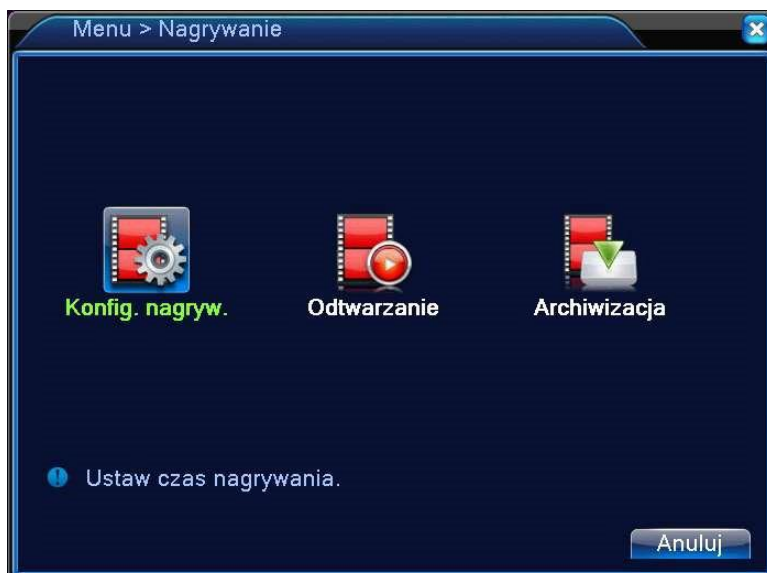 Menu > Nagrywanie
Konfig. nagryw. Odtwarzanie Archiwizacja
Ustaw czas nagrywania.
Anuluj